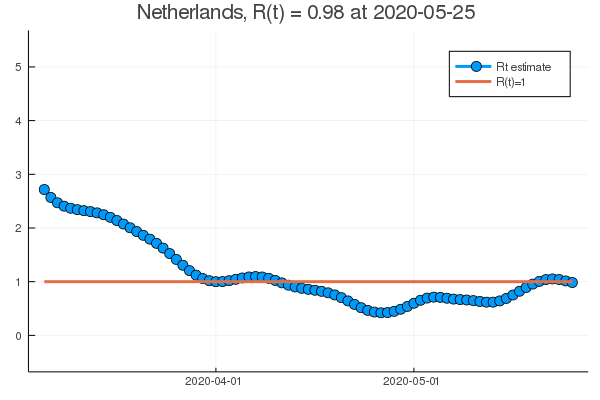 Netherlands, R(t) = 0.98 at 2020-05-25
5
Rt estimate
R(t)=1
4
3
2
1
0
2020-04-01
2020-05-01